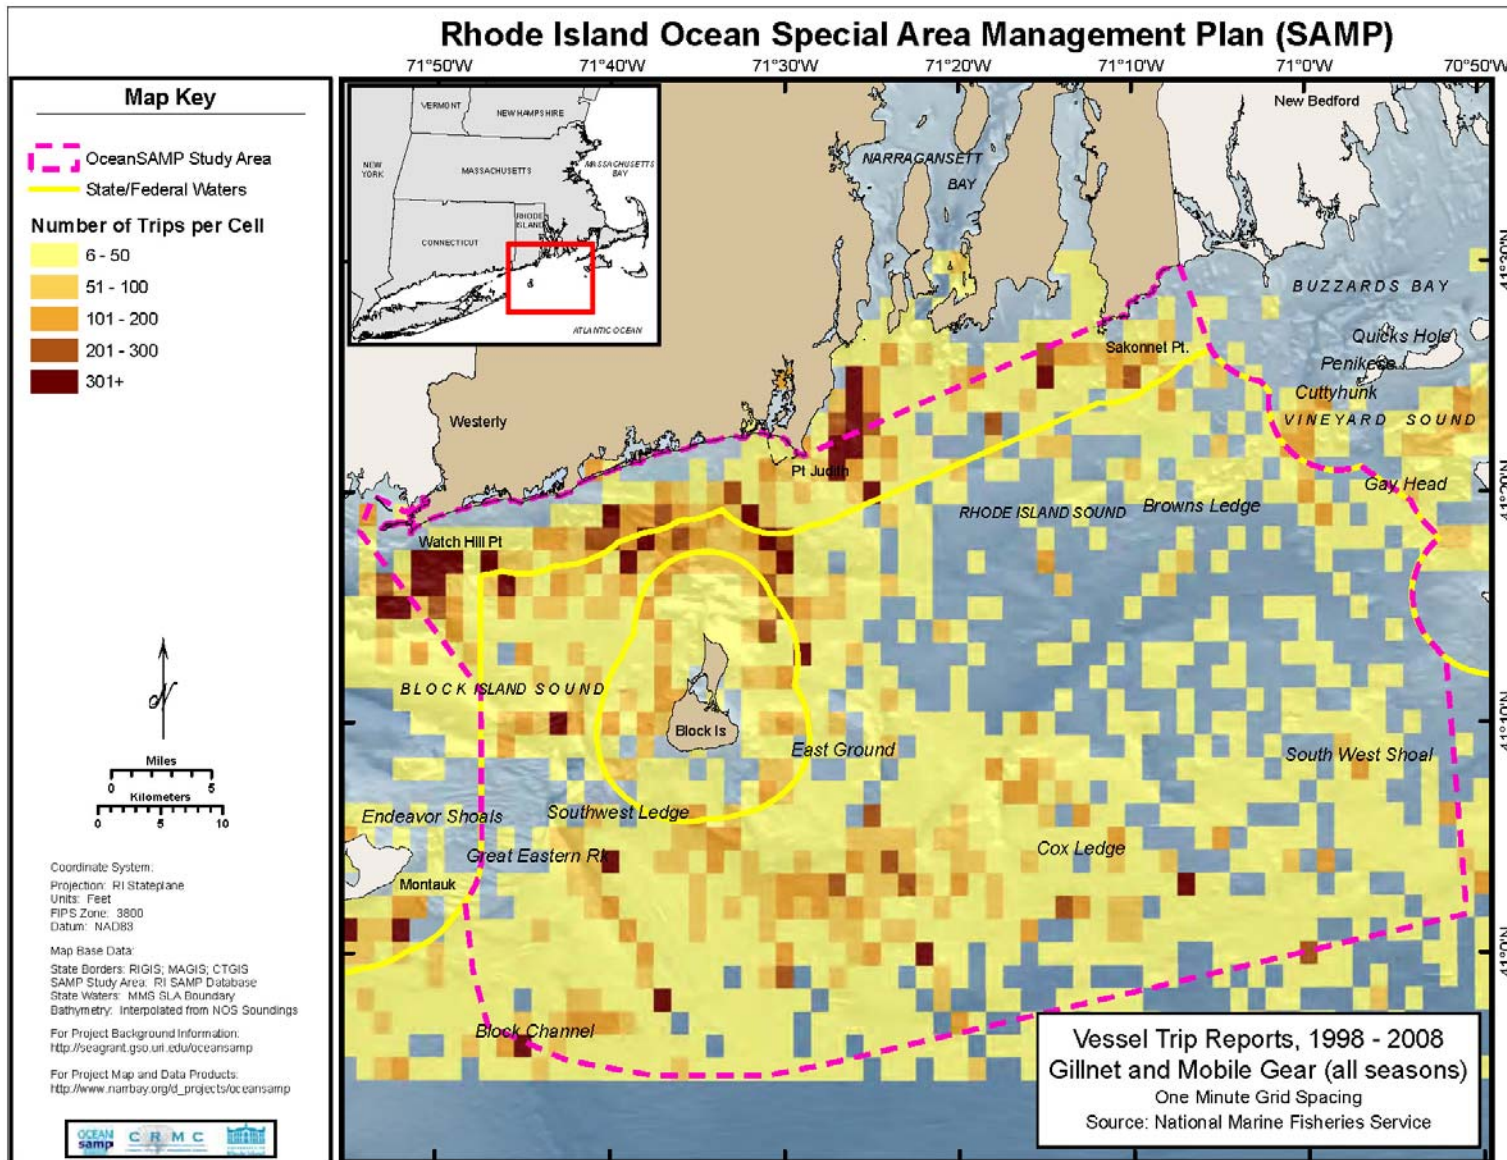 Rhode Island Ocean Special Area Management Plan (SAMP)
71°50'W
71°40'W
71°30'W
71°20'W
71°10'W
71°0'W
70°50'W
Map Key
OceanSAMP Study Area
State/Federal Waters
Number of Trips per Cell
6 - 50
51 - 100
101 - 200
201 - 300
301+
N
Miles
0 5
Kilometers
0 5 10
Coordinate System:
Projection: RI Stateplane
Units: Feet
FIPS Zone: 3800
Datum: NAD83
Map Base Data:
State Borders: RIGIS; MAGIS; CTGIS
SAMP Study Area: RI SAMP Database
State Waters: MMS SLA Boundary
Bathymetry: Interpolated from NOS Soundings
For Project Background Information:
http://seagrant.gso.uri.edu/oceansamp
For Project Map and Data Products:
http://www.narrbay.org/d_projects/oceansamp
OCEAN
samp
C R M C
VERMONT
NEW HAMPSHIRE
NEW
YORK
MASSACHUSETTS
MASSACHUSETTS
BAY
RHODE
ISLAND
CONNECTICUT
ATLANTIC OCEAN
New Bedford
NARRAGANSETT
BAY
BUZZARDS BAY
Quicks Hole
Penikese
Cuttyhunk
VINEYARD SOUND
Sakonnet Pt.
Westerly
Pt Judith
Gay Head
Browns Ledge
RHODE ISLAND SOUND
Watch Hill Pt
BLOCK ISLAND SOUND
Block Is
East Ground
South West Shoal
Southwest Ledge
Endeavor Shoals
Great Eastern Rk
Cox Ledge
Montauk
Block Channel
41°30'N
41°20'N
41°10'N
41°0'N
Vessel Trip Reports, 1998 - 2008
Gillnet and Mobile Gear (all seasons)
One Minute Grid Spacing
Source: National Marine Fisheries Service